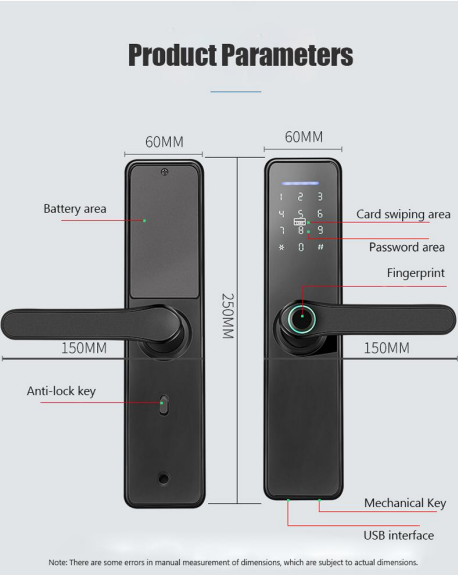 Product Parameters
60MM
60MM
Battery area
1 2 3
4 5 6
7 8 9
* 0 #
Card swiping area
Password area
Fingerprint
250MM
150MM
150MM
Anti-lock key
Mechanical Key
USB interface
Note: There are some errors in manual measurement of dimensions, which are subject to actual dimensions.